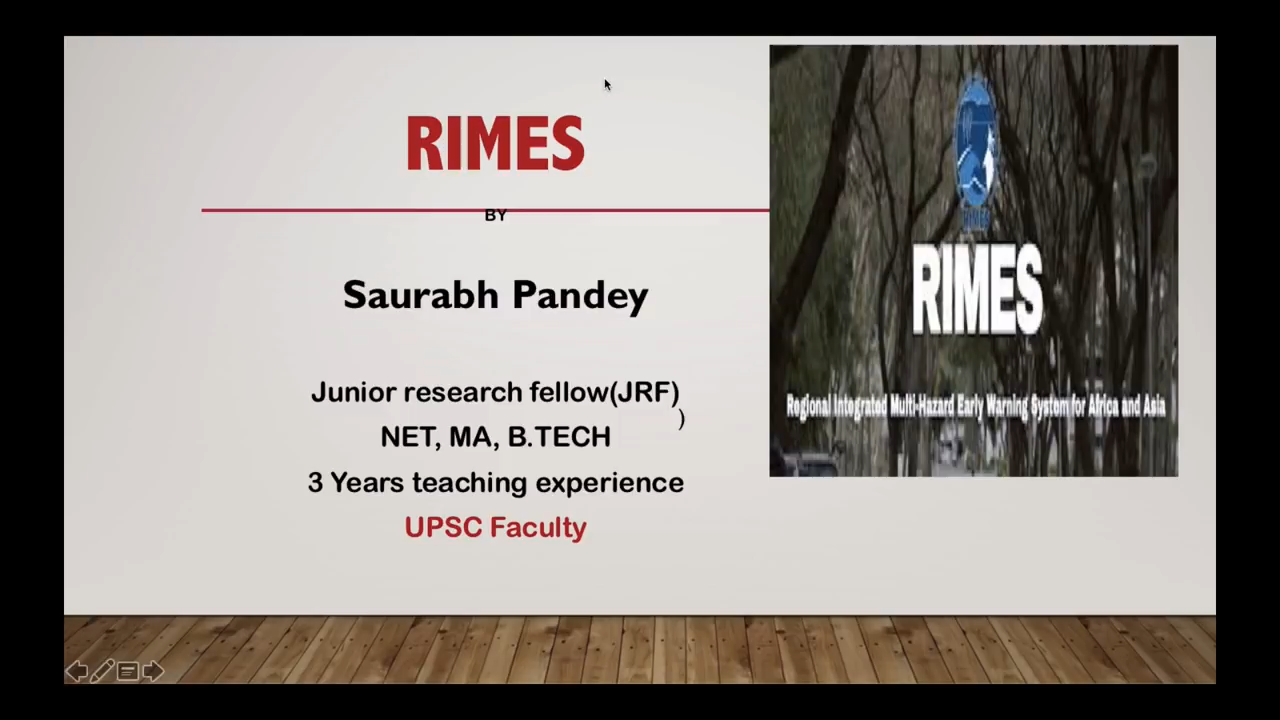 RIMES
BY
Saurabh Pandey
Junior research fellow(JRF)
)
NET, MA, B.TECH
3 Years teaching experience
UPSC Faculty
RIMES
RIMES
Regional Integrated Multi-Hazard Early Warning System for Africa and Asia